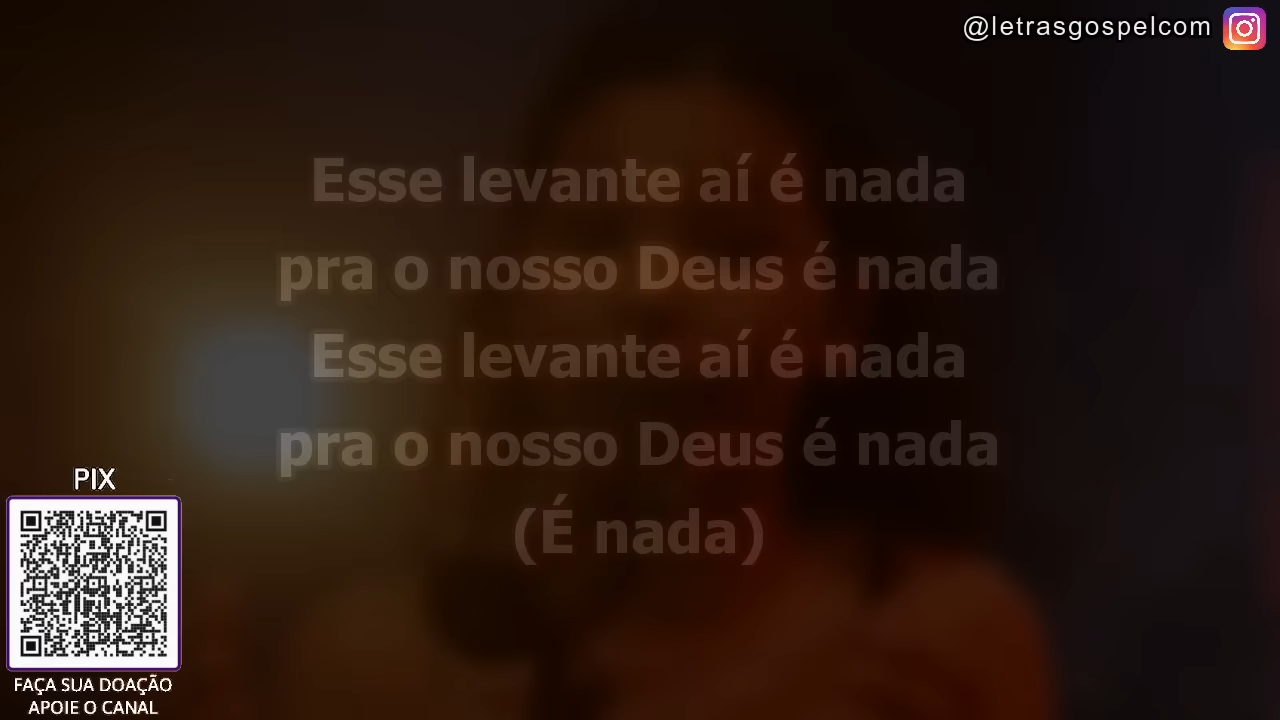 @letrasgospelcom
Esse levante aí é nada
pra o nosso Deus é nada
Esse levante aí é nada
pra o nosso Deus é nada
(É nada)
PIX
FAÇA SUA DOAÇÃO
APOIE O CANAL